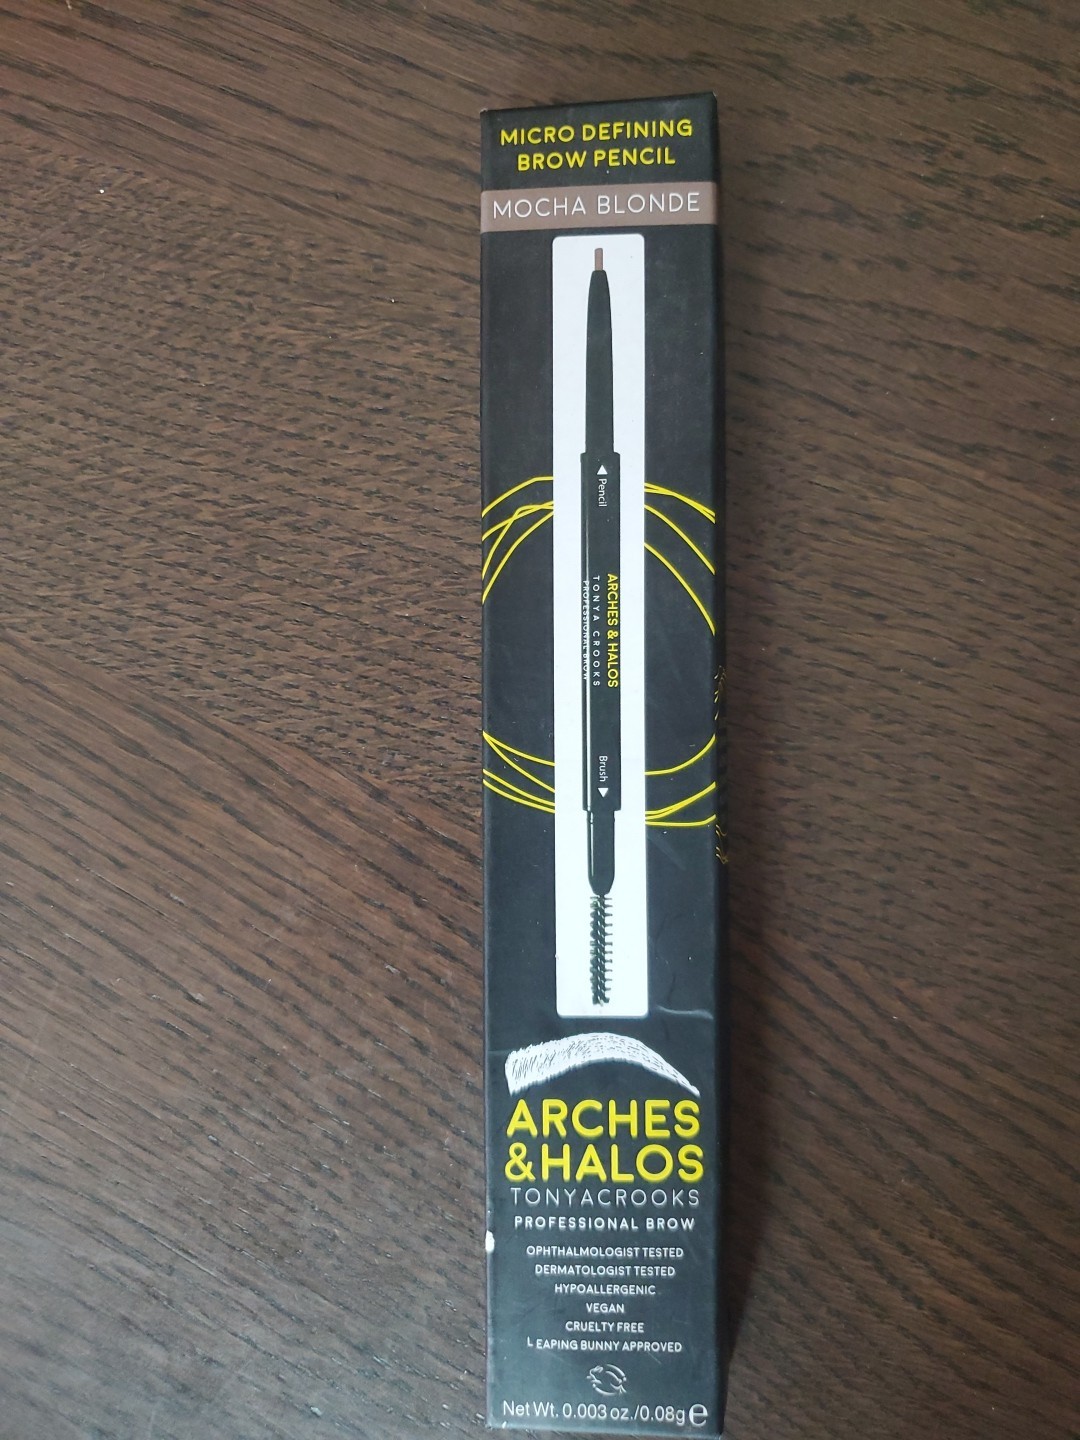 MICRO DEFINING
BROW PENCIL
MOCHA BLONDE
Pencil
ARCHES & HALOS
TONYA CROOKS
PROFESSIONAL BROW
Brush
ARCHES
&HALOS
TONYACROOKS
PROFESSIONAL BROW
OPHTHALMOLOGIST TESTED
DERMATOLOGIST TESTED
HYPOALLERGENIC
VEGAN
CRUELTY FREE
LEAPING BUNNY APPROVED
Net Wt. 0.003 oz./0.08g ℮